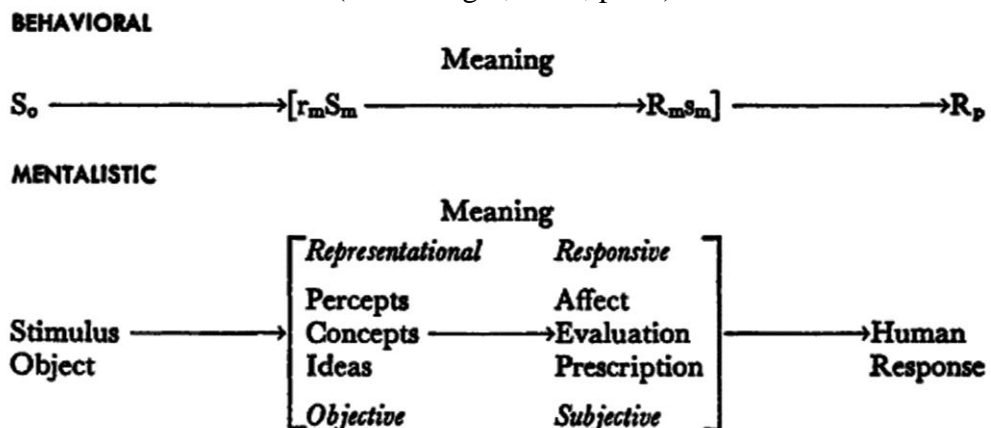 BEHAVIORAL
Meaning
So [rmSm Rmsm] Rp
MENTALISTIC
Meaning
Representational Responsive
Percepts Affect
Stimulus Concepts Evaluation Human
Object Ideas Prescription Response
Objective Subjective